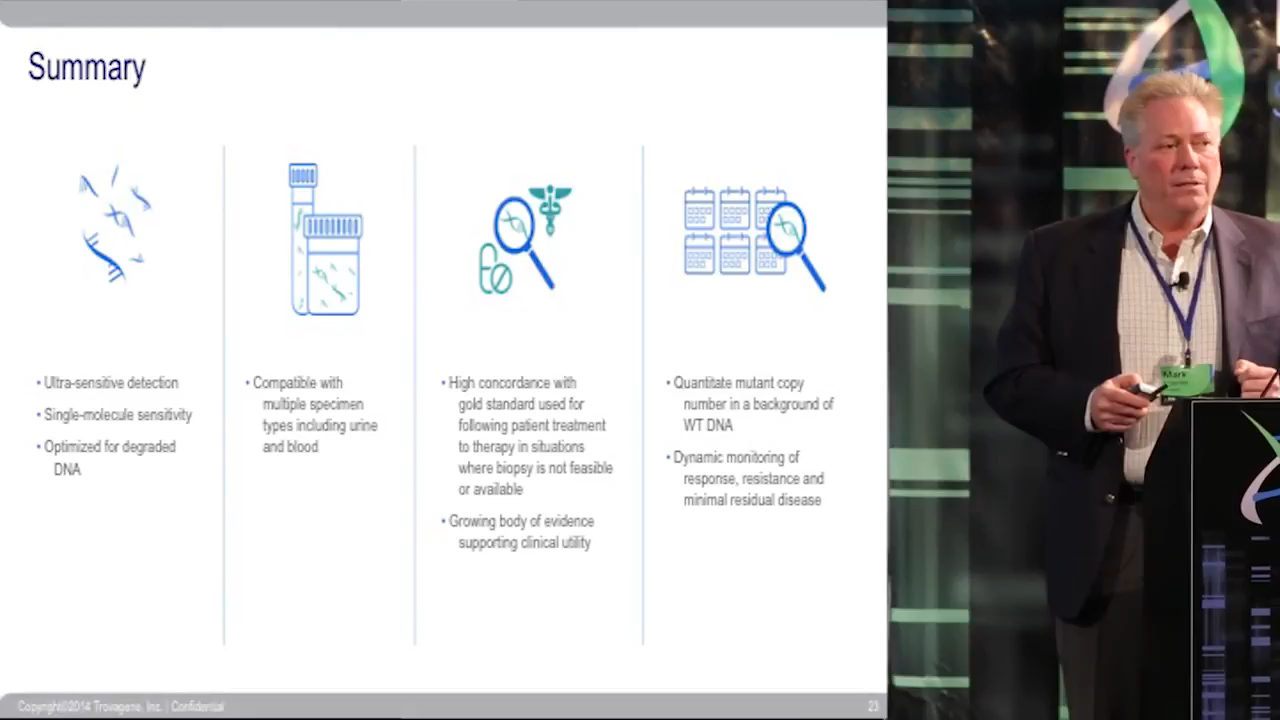 Summary
• Ultra-sensitive detection
• Single-molecule sensitivity
• Optimized for degraded
DNA
• Compatible with
multiple specimen
types including urine
and blood
• High concordance with
gold standard used for
following patient treatment
to therapy in situations
where biopsy is not feasible
or available
• Growing body of evidence
supporting clinical utility
• Quantitate mutant copy
number in a background of
WT DNA
• Dynamic monitoring of
response, resistance and
minimal residual disease
Copyright©2014 Trovagene, Inc. | Confidential
23
Mark